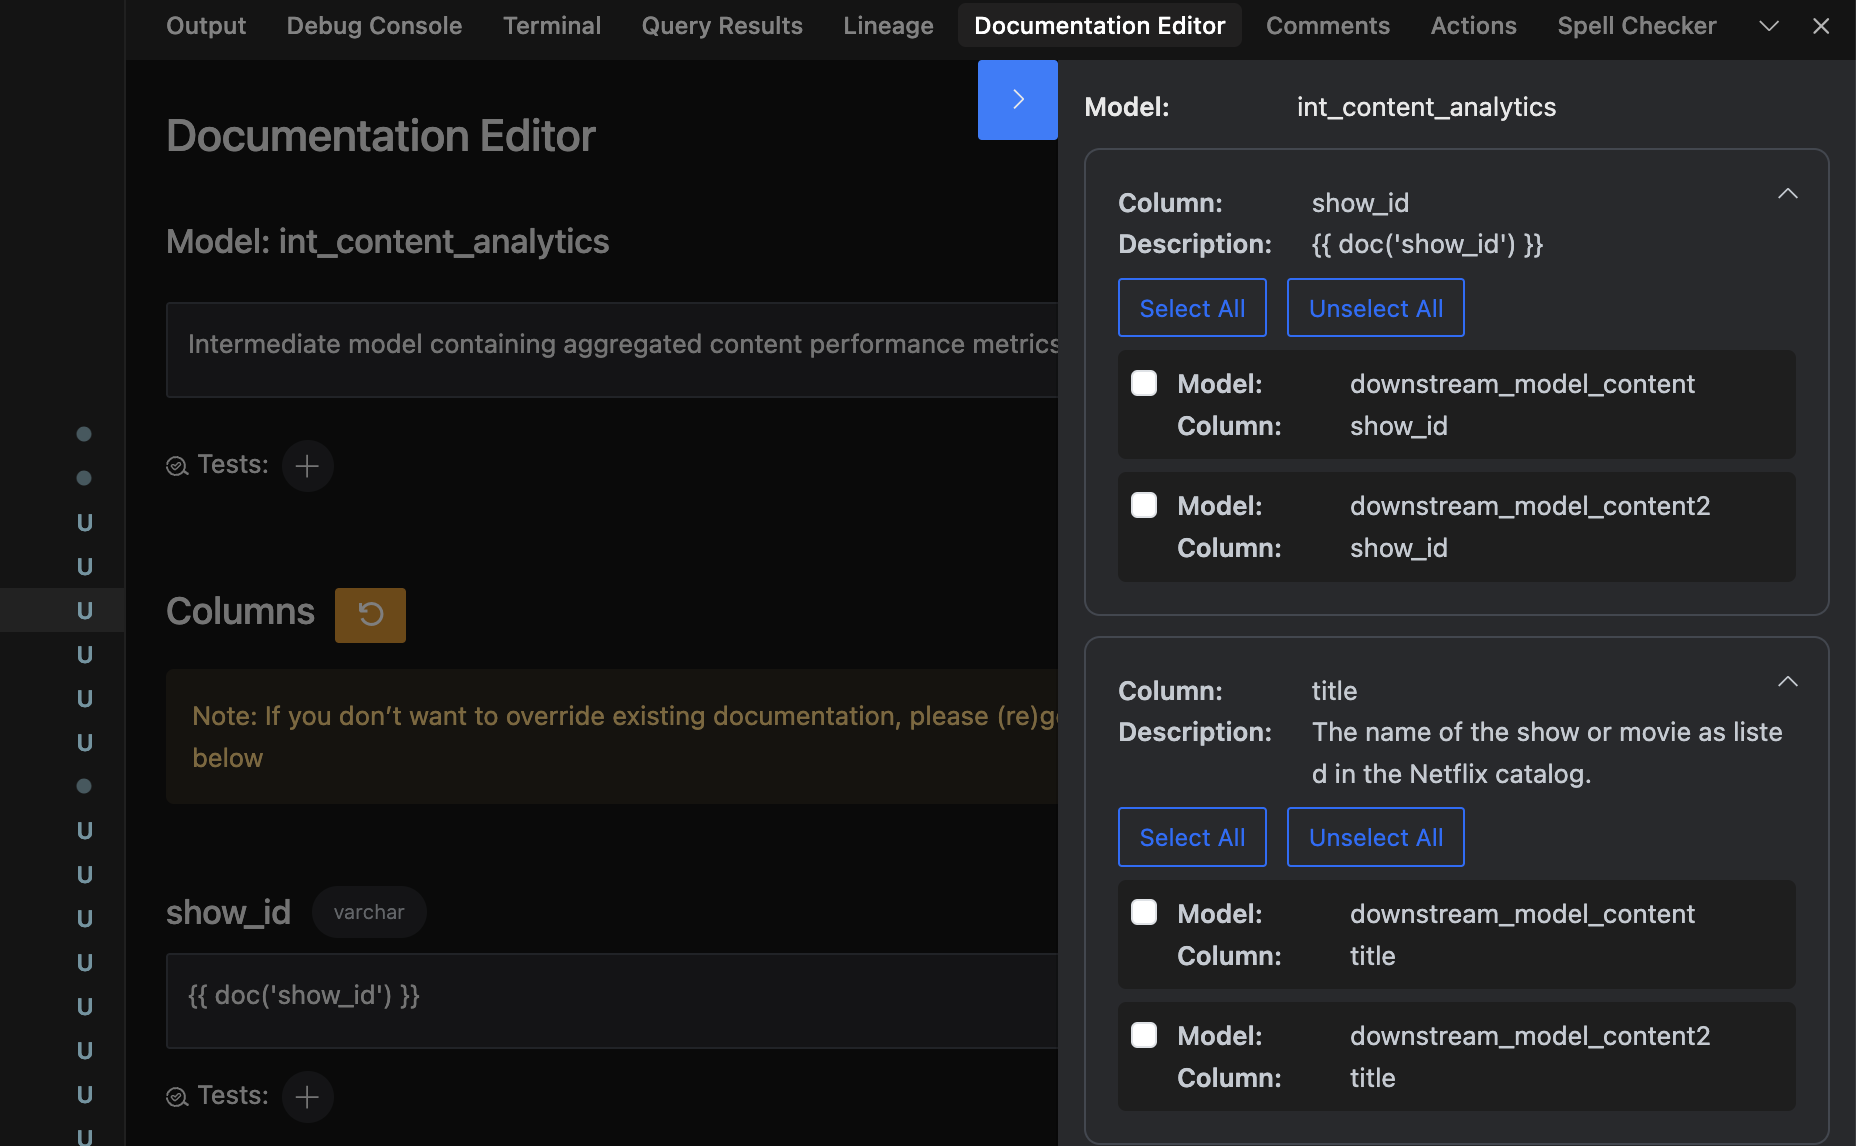 Output Debug Console Terminal Query Results Lineage Documentation Editor Comments Actions Spell Checker
Documentation Editor
Model: int_content_analytics
Intermediate model containing aggregated content performance metrics
Tests:
Columns
Note: If you don’t want to override existing documentation, please (re)ge
below
show_id varchar
{{ doc('show_id') }}
Tests:
U
U
U
U
U
U
U
U
U
U
U
U
U
U
Model: int_content_analytics
Column: show_id
Description: {{ doc('show_id') }}
Select All Unselect All
Model: downstream_model_content
Column: show_id
Model: downstream_model_content2
Column: show_id
Column: title
Description: The name of the show or movie as liste
d in the Netflix catalog.
Select All Unselect All
Model: downstream_model_content
Column: title
Model: downstream_model_content2
Column: title